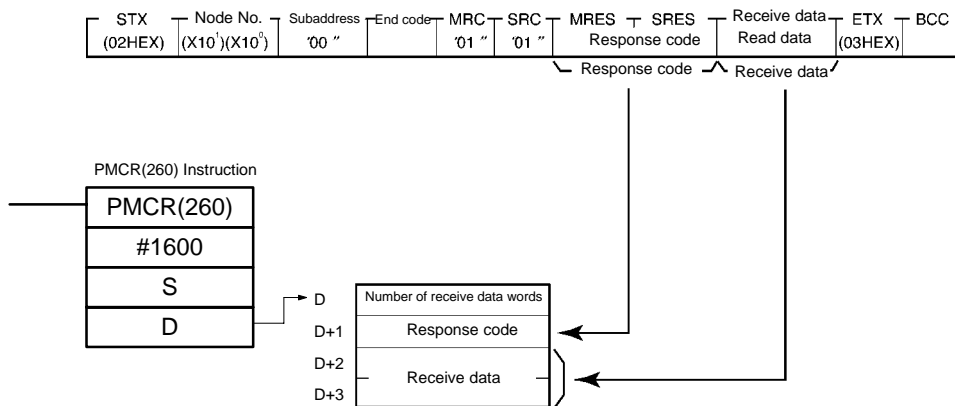 STX Node No. Subaddress End code MRC SRC MRES SRES Receive data ETX BCC
(02HEX) (X10¹)(X10⁰) "00" "01" "01" Response code Read data (03HEX)
Response code Receive data
PMCR(260) Instruction
PMCR(260)
#1600
S
D
D Number of receive data words
D+1 Response code
D+2
Receive data
D+3